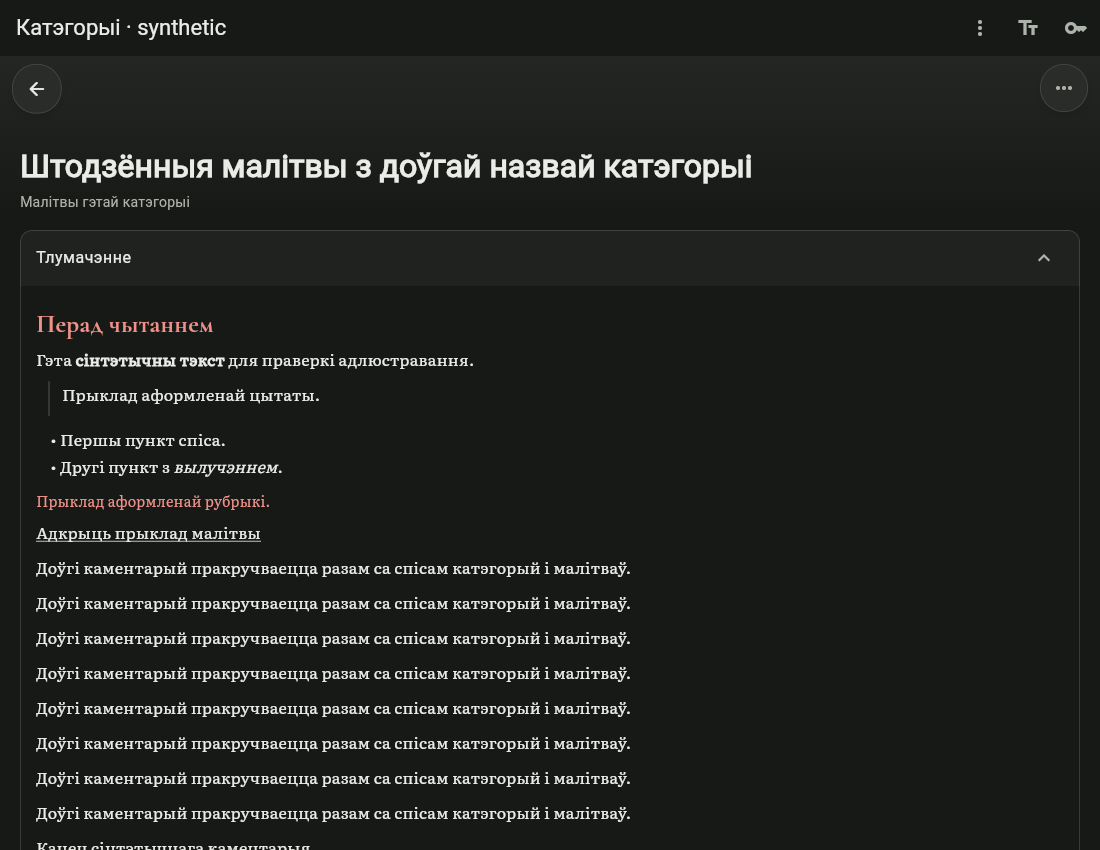 Катэгорыі · synthetic
Штодзённыя малітвы з доўгай назвай катэгорыі
Малітвы гэтай катэгорыі
Тлумачэнне
Перад чытаннем
Гэта сінтэтычны тэкст для праверкі адлюстравання.
Прыклад аформленай цытаты.
• Першы пункт спіса.
• Другі пункт з вылучэннем.
Прыклад аформленай рубрыкі.
Адкрыць прыклад малітвы
Доўгі каментарый пракручваецца разам са спісам катэгорый і малітваў.
Доўгі каментарый пракручваецца разам са спісам катэгорый і малітваў.
Доўгі каментарый пракручваецца разам са спісам катэгорый і малітваў.
Доўгі каментарый пракручваецца разам са спісам катэгорый і малітваў.
Доўгі каментарый пракручваецца разам са спісам катэгорый і малітваў.
Доўгі каментарый пракручваецца разам са спісам катэгорый і малітваў.
Доўгі каментарый пракручваецца разам са спісам катэгорый і малітваў.
Доўгі каментарый пракручваецца разам са спісам катэгорый і малітваў.
Канец сінтэтычнага каментарыя.